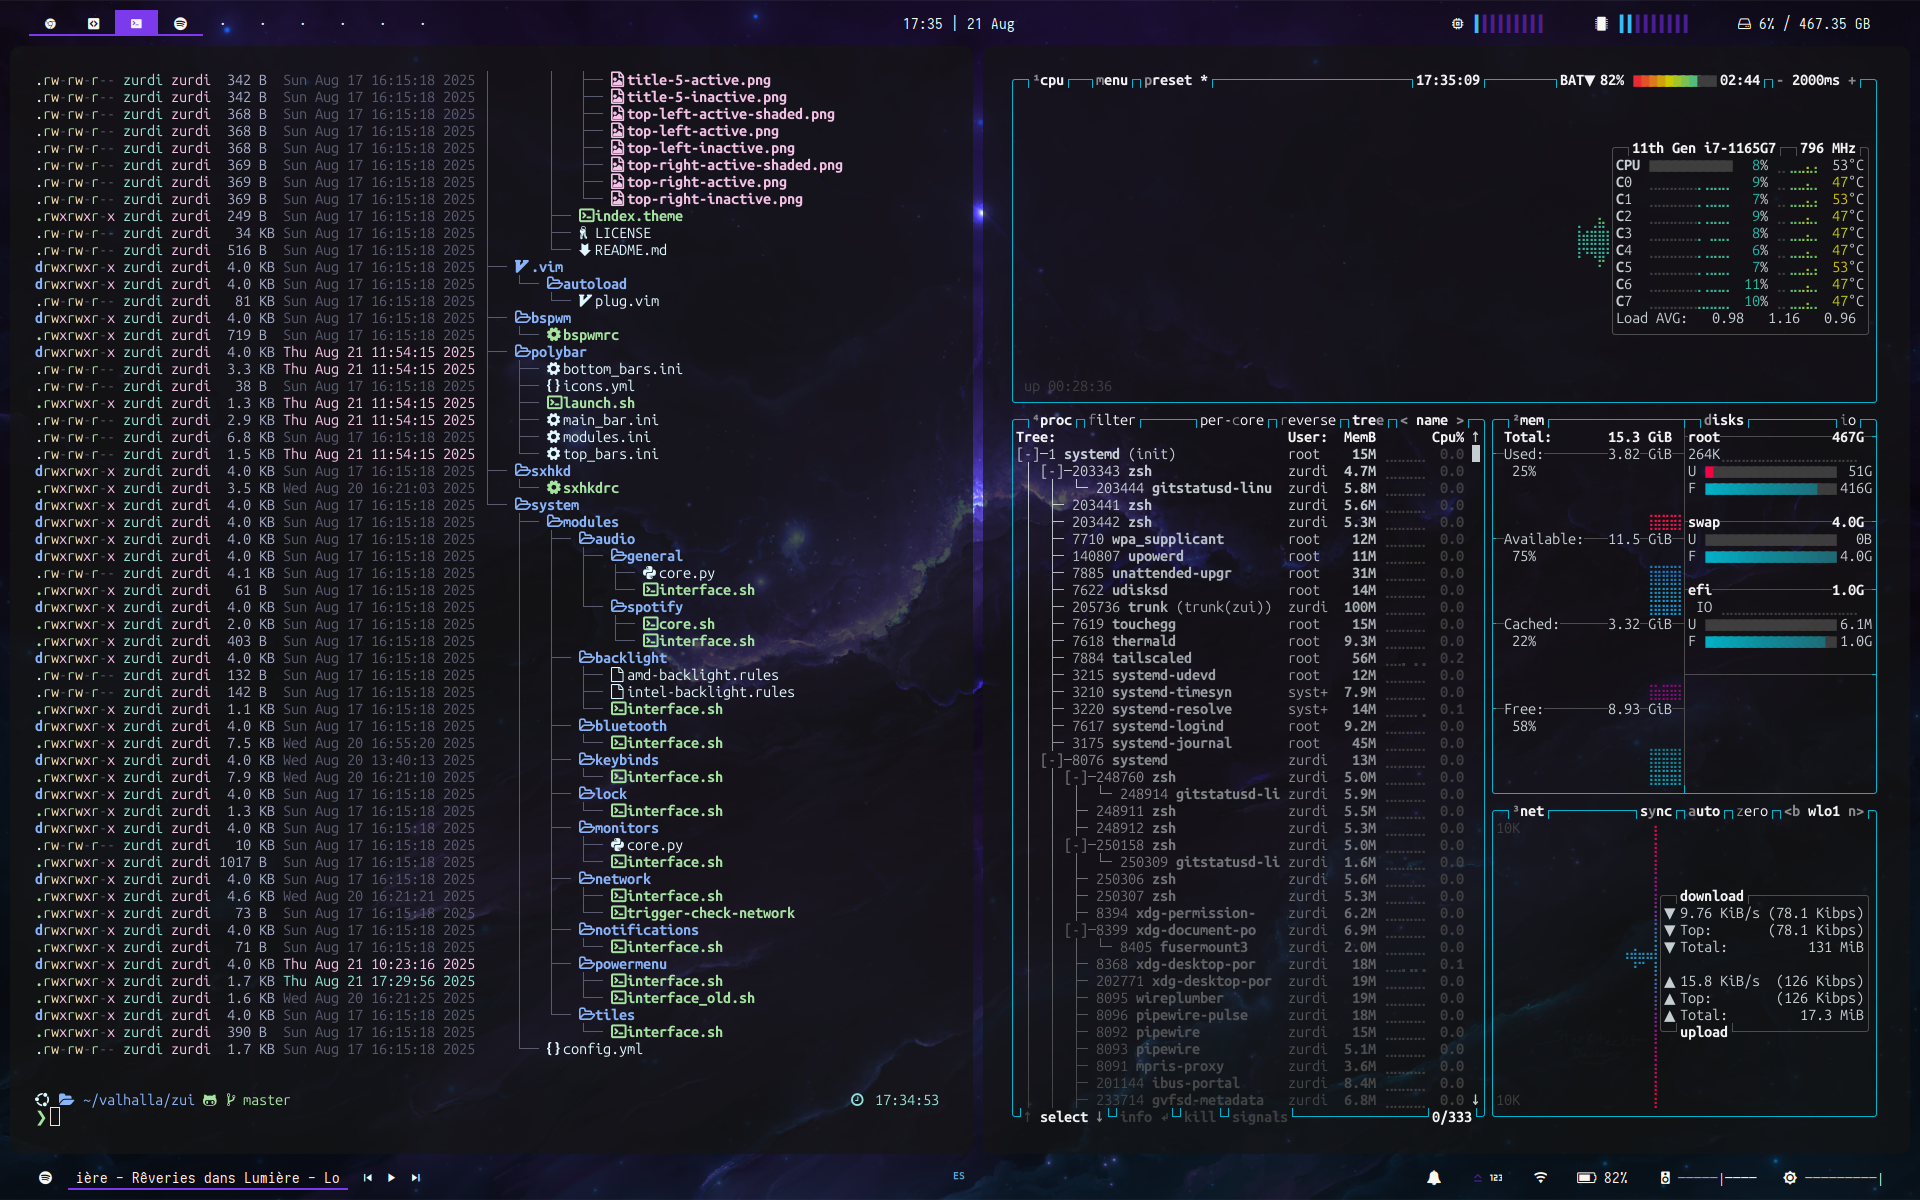 17:35 | 21 Aug
6% / 467.35 GB
.rw-rw-r-- zurdi zurdi 342 B Sun Aug 17 16:15:18 2025 title-5-active.png
.rw-rw-r-- zurdi zurdi 342 B Sun Aug 17 16:15:18 2025 title-5-inactive.png
.rw-rw-r-- zurdi zurdi 368 B Sun Aug 17 16:15:18 2025 top-left-active-shaded.png
.rw-rw-r-- zurdi zurdi 368 B Sun Aug 17 16:15:18 2025 top-left-active.png
.rw-rw-r-- zurdi zurdi 368 B Sun Aug 17 16:15:18 2025 top-left-inactive.png
.rw-rw-r-- zurdi zurdi 369 B Sun Aug 17 16:15:18 2025 top-right-active-shaded.png
.rw-rw-r-- zurdi zurdi 369 B Sun Aug 17 16:15:18 2025 top-right-active.png
.rw-rw-r-- zurdi zurdi 369 B Sun Aug 17 16:15:18 2025 top-right-inactive.png
.rwxrwxr-x zurdi zurdi 249 B Sun Aug 17 16:15:18 2025 index.theme
.rw-rw-r-- zurdi zurdi 34 KB Sun Aug 17 16:15:18 2025 LICENSE
.rw-rw-r-- zurdi zurdi 516 B Sun Aug 17 16:15:18 2025 README.md
drwxrwxr-x zurdi zurdi 4.0 KB Sun Aug 17 16:15:18 2025 .vim
drwxrwxr-x zurdi zurdi 4.0 KB Sun Aug 17 16:15:18 2025 autoload
.rw-rw-r-- zurdi zurdi 81 KB Sun Aug 17 16:15:18 2025 plug.vim
drwxrwxr-x zurdi zurdi 4.0 KB Sun Aug 17 16:15:18 2025 bspwm
.rwxrwxr-x zurdi zurdi 719 B Sun Aug 17 16:15:18 2025 bspwmrc
drwxrwxr-x zurdi zurdi 4.0 KB Thu Aug 21 11:54:15 2025 polybar
.rw-rw-r-- zurdi zurdi 3.3 KB Thu Aug 21 11:54:15 2025 bottom_bars.ini
.rw-rw-r-- zurdi zurdi 38 B Sun Aug 17 16:15:18 2025 icons.yml
.rwxrwxr-x zurdi zurdi 1.3 KB Thu Aug 21 11:54:15 2025 launch.sh
.rw-rw-r-- zurdi zurdi 2.9 KB Thu Aug 21 11:54:15 2025 main_bar.ini
.rw-rw-r-- zurdi zurdi 6.8 KB Sun Aug 17 16:15:18 2025 modules.ini
.rw-rw-r-- zurdi zurdi 1.5 KB Thu Aug 21 11:54:15 2025 top_bars.ini
drwxrwxr-x zurdi zurdi 4.0 KB Sun Aug 17 16:15:18 2025 sxhkd
.rwxrwxr-x zurdi zurdi 3.5 KB Wed Aug 20 16:21:03 2025 sxhkdrc
drwxrwxr-x zurdi zurdi 4.0 KB Sun Aug 17 16:15:18 2025 system
drwxrwxr-x zurdi zurdi 4.0 KB Sun Aug 17 16:15:18 2025 modules
drwxrwxr-x zurdi zurdi 4.0 KB Sun Aug 17 16:15:18 2025 audio
drwxrwxr-x zurdi zurdi 4.0 KB Sun Aug 17 16:15:18 2025 general
.rw-rw-r-- zurdi zurdi 4.1 KB Sun Aug 17 16:15:18 2025 core.py
.rwxrwxr-x zurdi zurdi 61 B Sun Aug 17 16:15:18 2025 interface.sh
drwxrwxr-x zurdi zurdi 4.0 KB Sun Aug 17 16:15:18 2025 spotify
.rwxrwxr-x zurdi zurdi 2.0 KB Sun Aug 17 16:15:18 2025 core.sh
.rwxrwxr-x zurdi zurdi 403 B Sun Aug 17 16:15:18 2025 interface.sh
drwxrwxr-x zurdi zurdi 4.0 KB Sun Aug 17 16:15:18 2025 backlight
.rw-rw-r-- zurdi zurdi 132 B Sun Aug 17 16:15:18 2025 amd-backlight.rules
.rw-rw-r-- zurdi zurdi 142 B Sun Aug 17 16:15:18 2025 intel-backlight.rules
.rwxrwxr-x zurdi zurdi 1.1 KB Sun Aug 17 16:15:18 2025 interface.sh
drwxrwxr-x zurdi zurdi 4.0 KB Sun Aug 17 16:15:18 2025 bluetooth
.rwxrwxr-x zurdi zurdi 7.5 KB Wed Aug 20 16:55:20 2025 interface.sh
drwxrwxr-x zurdi zurdi 4.0 KB Wed Aug 20 13:40:13 2025 keybinds
.rwxrwxr-x zurdi zurdi 7.9 KB Wed Aug 20 16:21:10 2025 interface.sh
drwxrwxr-x zurdi zurdi 4.0 KB Sun Aug 17 16:15:18 2025 lock
.rwxrwxr-x zurdi zurdi 1.3 KB Sun Aug 17 16:15:18 2025 interface.sh
drwxrwxr-x zurdi zurdi 4.0 KB Sun Aug 17 16:15:18 2025 monitors
.rw-rw-r-- zurdi zurdi 10 KB Sun Aug 17 16:15:18 2025 core.py
.rwxrwxr-x zurdi zurdi 1017 B Sun Aug 17 16:15:18 2025 interface.sh
drwxrwxr-x zurdi zurdi 4.0 KB Sun Aug 17 16:15:18 2025 network
.rwxrwxr-x zurdi zurdi 4.6 KB Wed Aug 20 16:21:21 2025 interface.sh
.rwxrwxr-x zurdi zurdi 73 B Sun Aug 17 16:15:18 2025 trigger-check-network
drwxrwxr-x zurdi zurdi 4.0 KB Sun Aug 17 16:15:18 2025 notifications
.rwxrwxr-x zurdi zurdi 71 B Sun Aug 17 16:15:18 2025 interface.sh
drwxrwxr-x zurdi zurdi 4.0 KB Thu Aug 21 10:23:16 2025 powermenu
.rwxrwxr-x zurdi zurdi 1.7 KB Thu Aug 21 17:29:56 2025 interface.sh
.rwxrwxr-x zurdi zurdi 1.6 KB Wed Aug 20 16:21:25 2025 interface_old.sh
drwxrwxr-x zurdi zurdi 4.0 KB Sun Aug 17 16:15:18 2025 tiles
.rwxrwxr-x zurdi zurdi 390 B Sun Aug 17 16:15:18 2025 interface.sh
.rw-rw-r-- zurdi zurdi 1.7 KB Sun Aug 17 16:15:18 2025 config.yml
~/valhalla/zui master 17:34:53
❯
¹cpu menu preset * 17:35:09 BAT▼ 82% 02:44 - 2000ms +
11th Gen i7-1165G7 796 MHz
CPU 8% 53°C
C0 9% 47°C
C1 7% 53°C
C2 9% 47°C
C3 8% 47°C
C4 6% 47°C
C5 7% 53°C
C6 11% 47°C
C7 10% 47°C
Load AVG: 0.98 1.16 0.96
up 00:28:36
⁴proc filter per-core reverse tree < name >
Tree: User: MemB Cpu% ↑
[-]-1 systemd (init) root 15M 0.0
[-]-203343 zsh zurdi 4.7M 0.0
203444 gitstatusd-linu zurdi 5.8M 0.0
203441 zsh zurdi 5.6M 0.0
203442 zsh zurdi 5.3M 0.0
7710 wpa_supplicant root 12M 0.0
140807 upowerd root 11M 0.0
7885 unattended-upgr root 31M 0.0
7622 udisksd root 14M 0.0
205736 trunk (trunk(zui)) zurdi 100M 0.0
7619 touchegg root 15M 0.0
7618 thermald root 9.3M 0.0
7884 tailscaled root 56M 0.2
3215 systemd-udevd root 12M 0.0
3210 systemd-timesyn syst+ 7.9M 0.0
3220 systemd-resolve syst+ 14M 0.1
7617 systemd-logind root 9.2M 0.0
3175 systemd-journal root 45M 0.0
[-]-8076 systemd zurdi 13M 0.0
[-]-248760 zsh zurdi 5.0M 0.0
248914 gitstatusd-li zurdi 5.9M 0.0
248911 zsh zurdi 5.5M 0.0
248912 zsh zurdi 5.3M 0.0
[-]-250158 zsh zurdi 5.0M 0.0
250309 gitstatusd-li zurdi 1.6M 0.0
250306 zsh zurdi 5.6M 0.0
250307 zsh zurdi 5.3M 0.0
8394 xdg-permission- zurdi 6.2M 0.0
[-]-8399 xdg-document-po zurdi 6.9M 0.0
8405 fusermount3 zurdi 2.0M 0.0
8368 xdg-desktop-por zurdi 18M 0.1
202771 xdg-desktop-por zurdi 19M 0.0
8095 wireplumber zurdi 19M 0.0
8096 pipewire-pulse zurdi 18M 0.0
8092 pipewire zurdi 15M 0.0
8093 pipewire zurdi 5.1M 0.0
8091 mpris-proxy zurdi 3.6M 0.0
201144 ibus-portal zurdi 8.4M 0.0
233714 gvfsd-metadata zurdi 6.8M 0.0 ↓
↑ select ↓ info ↲ kill signals 0/333
²mem disks io
Total: 15.3 GiB
Used: 3.82 GiB
25%
Available: 11.5 GiB
75%
Cached: 3.32 GiB
22%
Free: 8.93 GiB
58%
root 467G
264K
U 51G
F 416G
swap 4.0G
U 0B
F 4.0G
efi 1.0G
IO
U 6.1M
F 1.0G
³net sync auto zero <b wlo1 n>
10K
download
▼ 9.76 KiB/s (78.1 Kibps)
▼ Top: (78.1 Kibps)
▼ Total: 131 MiB
▲ 15.8 KiB/s (126 Kibps)
▲ Top: (126 Kibps)
▲ Total: 17.3 MiB
upload
10K
ière - Rêveries dans Lumière - Lo
ES
123
82%